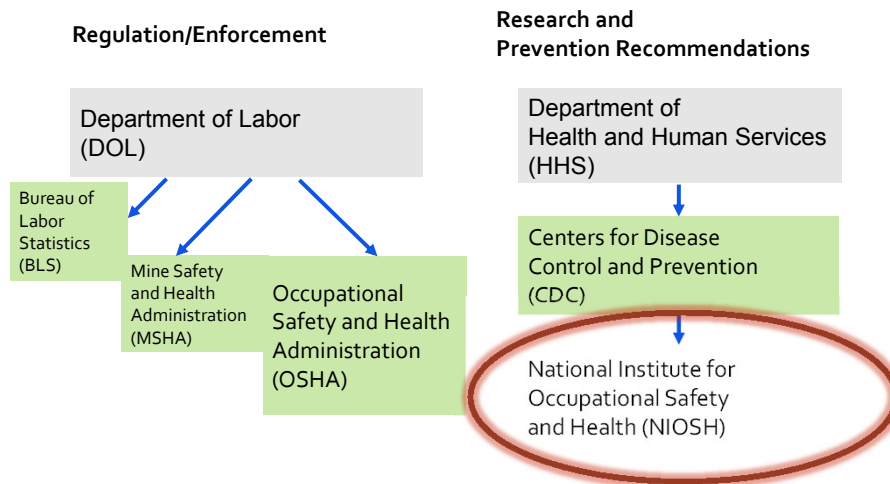 Regulation/Enforcement
Research and
Prevention Recommendations
Department of Labor
(DOL)
Department of
Health and Human Services
(HHS)
Bureau of
Labor
Statistics
(BLS)
Mine Safety
and Health
Administration
(MSHA)
Occupational
Safety and Health
Administration
(OSHA)
Centers for Disease
Control and Prevention
(CDC)
National Institute for
Occupational Safety
and Health (NIOSH)